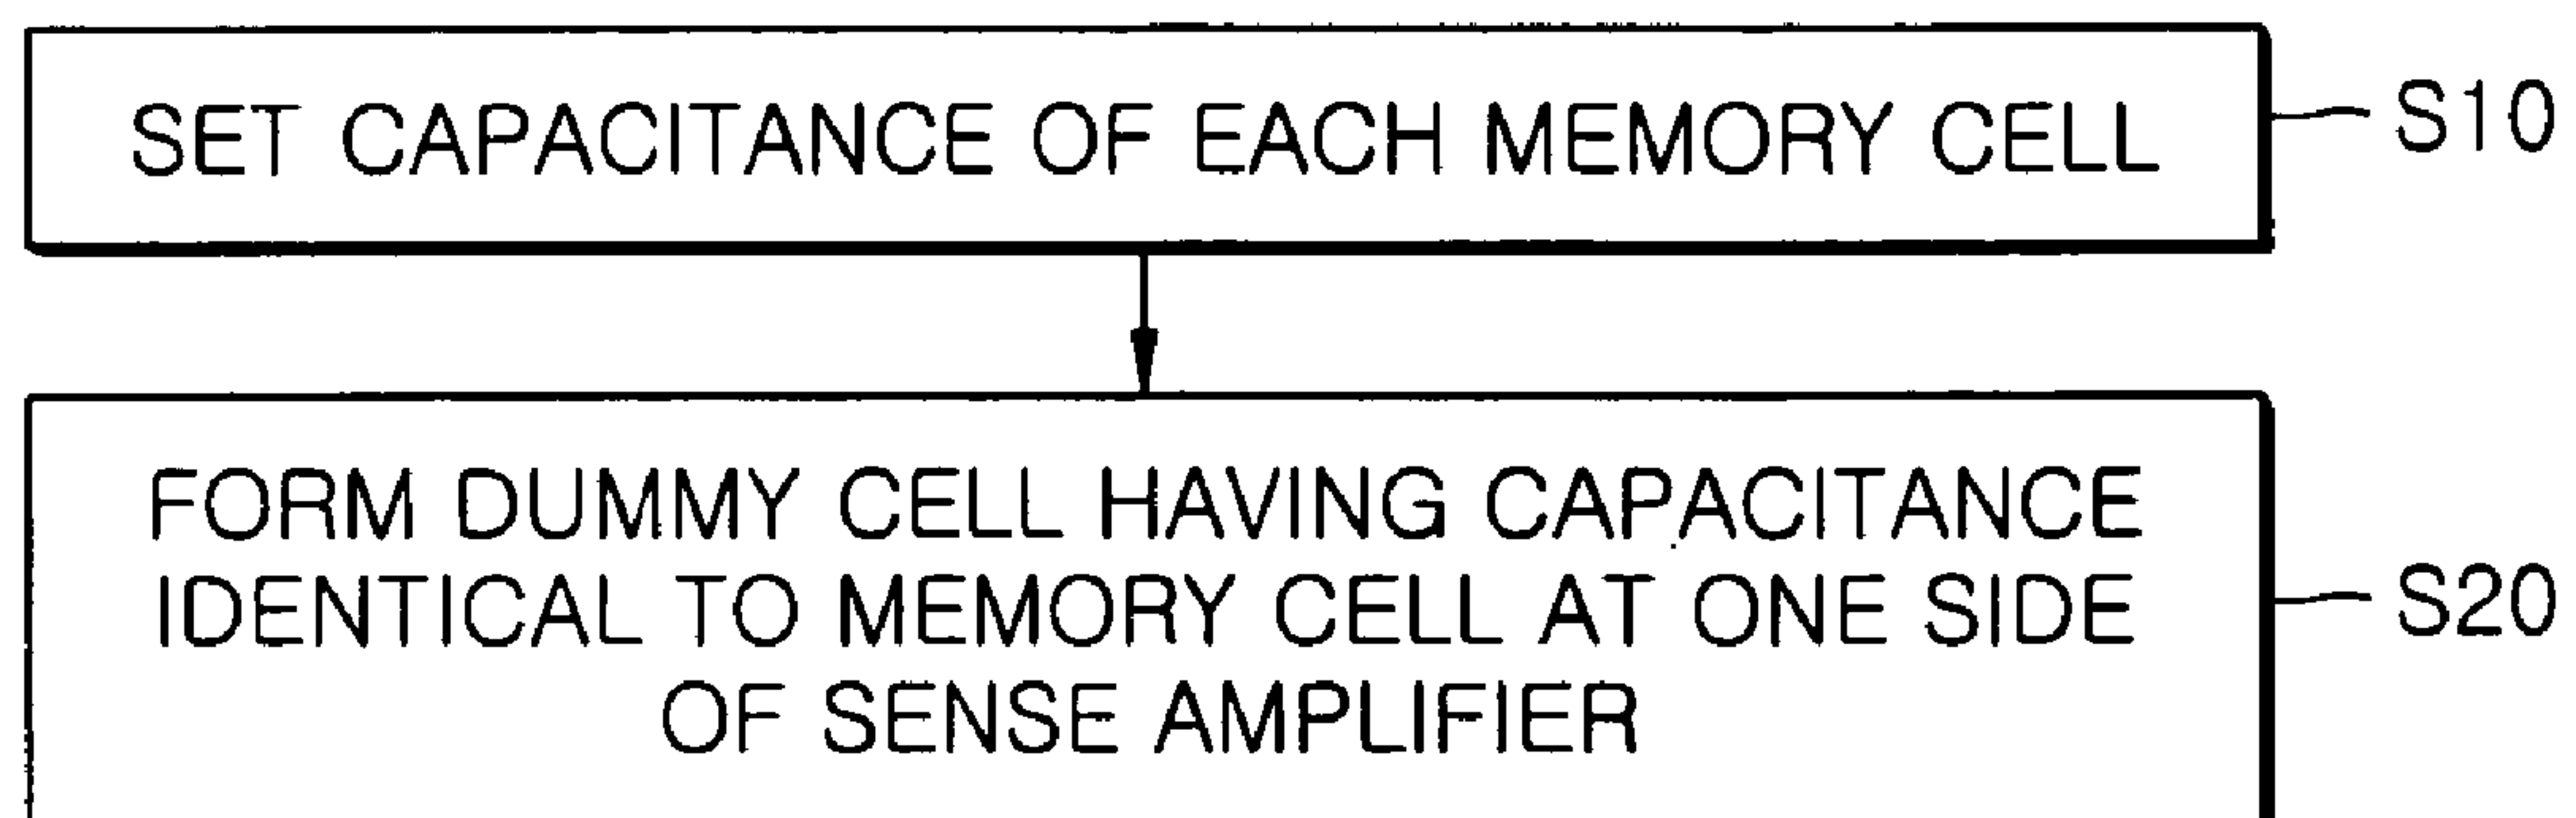 SET CAPACITANCE OF EACH MEMORY CELL
S10
FORM DUMMY CELL HAVING CAPACITANCE
IDENTICAL TO MEMORY CELL AT ONE SIDE
OF SENSE AMPLIFIER
S20